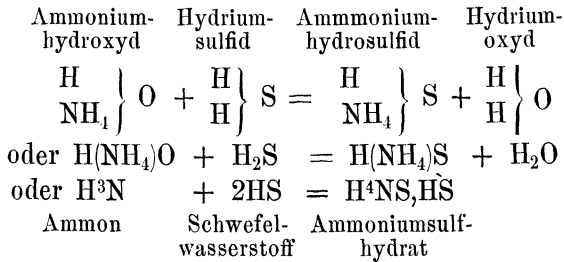 Ammonium- Hydrium- Ammmonium- Hydrium-
hydroxyd sulfid hydrosulfid oxyd
H H H H
} O + } S = } S + } O
NH₄ H NH₄ H
oder H(NH₄)O + H₂S = H(NH₄)S + H₂O
oder H³N + 2HS = H⁴NS,HS
Ammon Schwefel- Ammoniumsulf-
wasserstoff hydrat